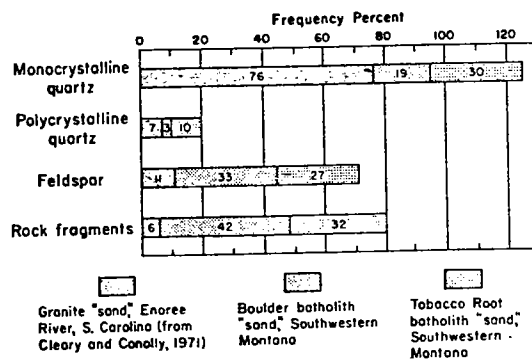 Frequency Percent
0 20 40 60 80 100 120
Monocrystalline
quartz
76 19 30
Polycrystalline
quartz
7 3 10
Feldspar
11 33 27
Rock fragments
6 42 32
Granite "sand," Enoree
River, S. Carolina (from
Cleary and Conolly, 1971)
Boulder batholith
"sand," Southwestern
Montana
Tobacco Root
batholith "sand,"
Southwestern
Montana